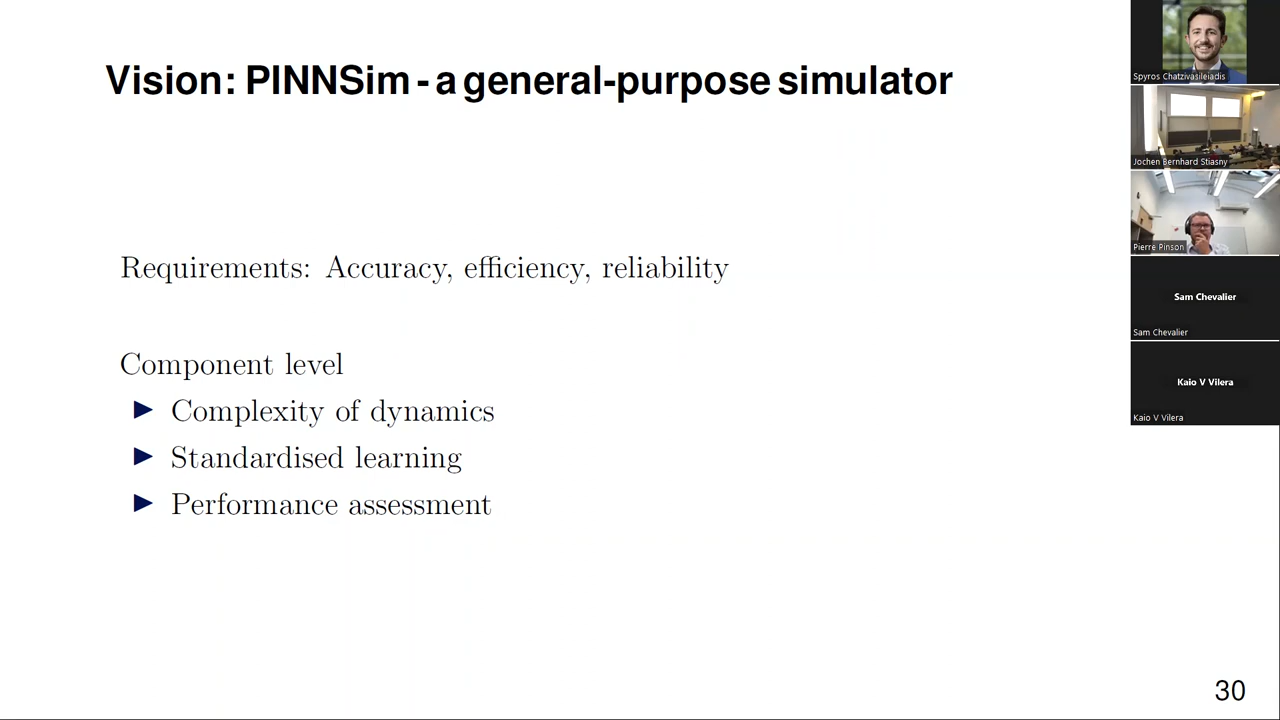 Vision: PINNSim - a general-purpose simulator
Requirements: Accuracy, efficiency, reliability
Component level
▶ Complexity of dynamics
▶ Standardised learning
▶ Performance assessment
30
Spyros Chatzivasileiadis
Jochen Bernhard Stiasny
Pierre Pinson
Sam Chevalier
Sam Chevalier
Kaio V Vilera
Kaio V Vilera